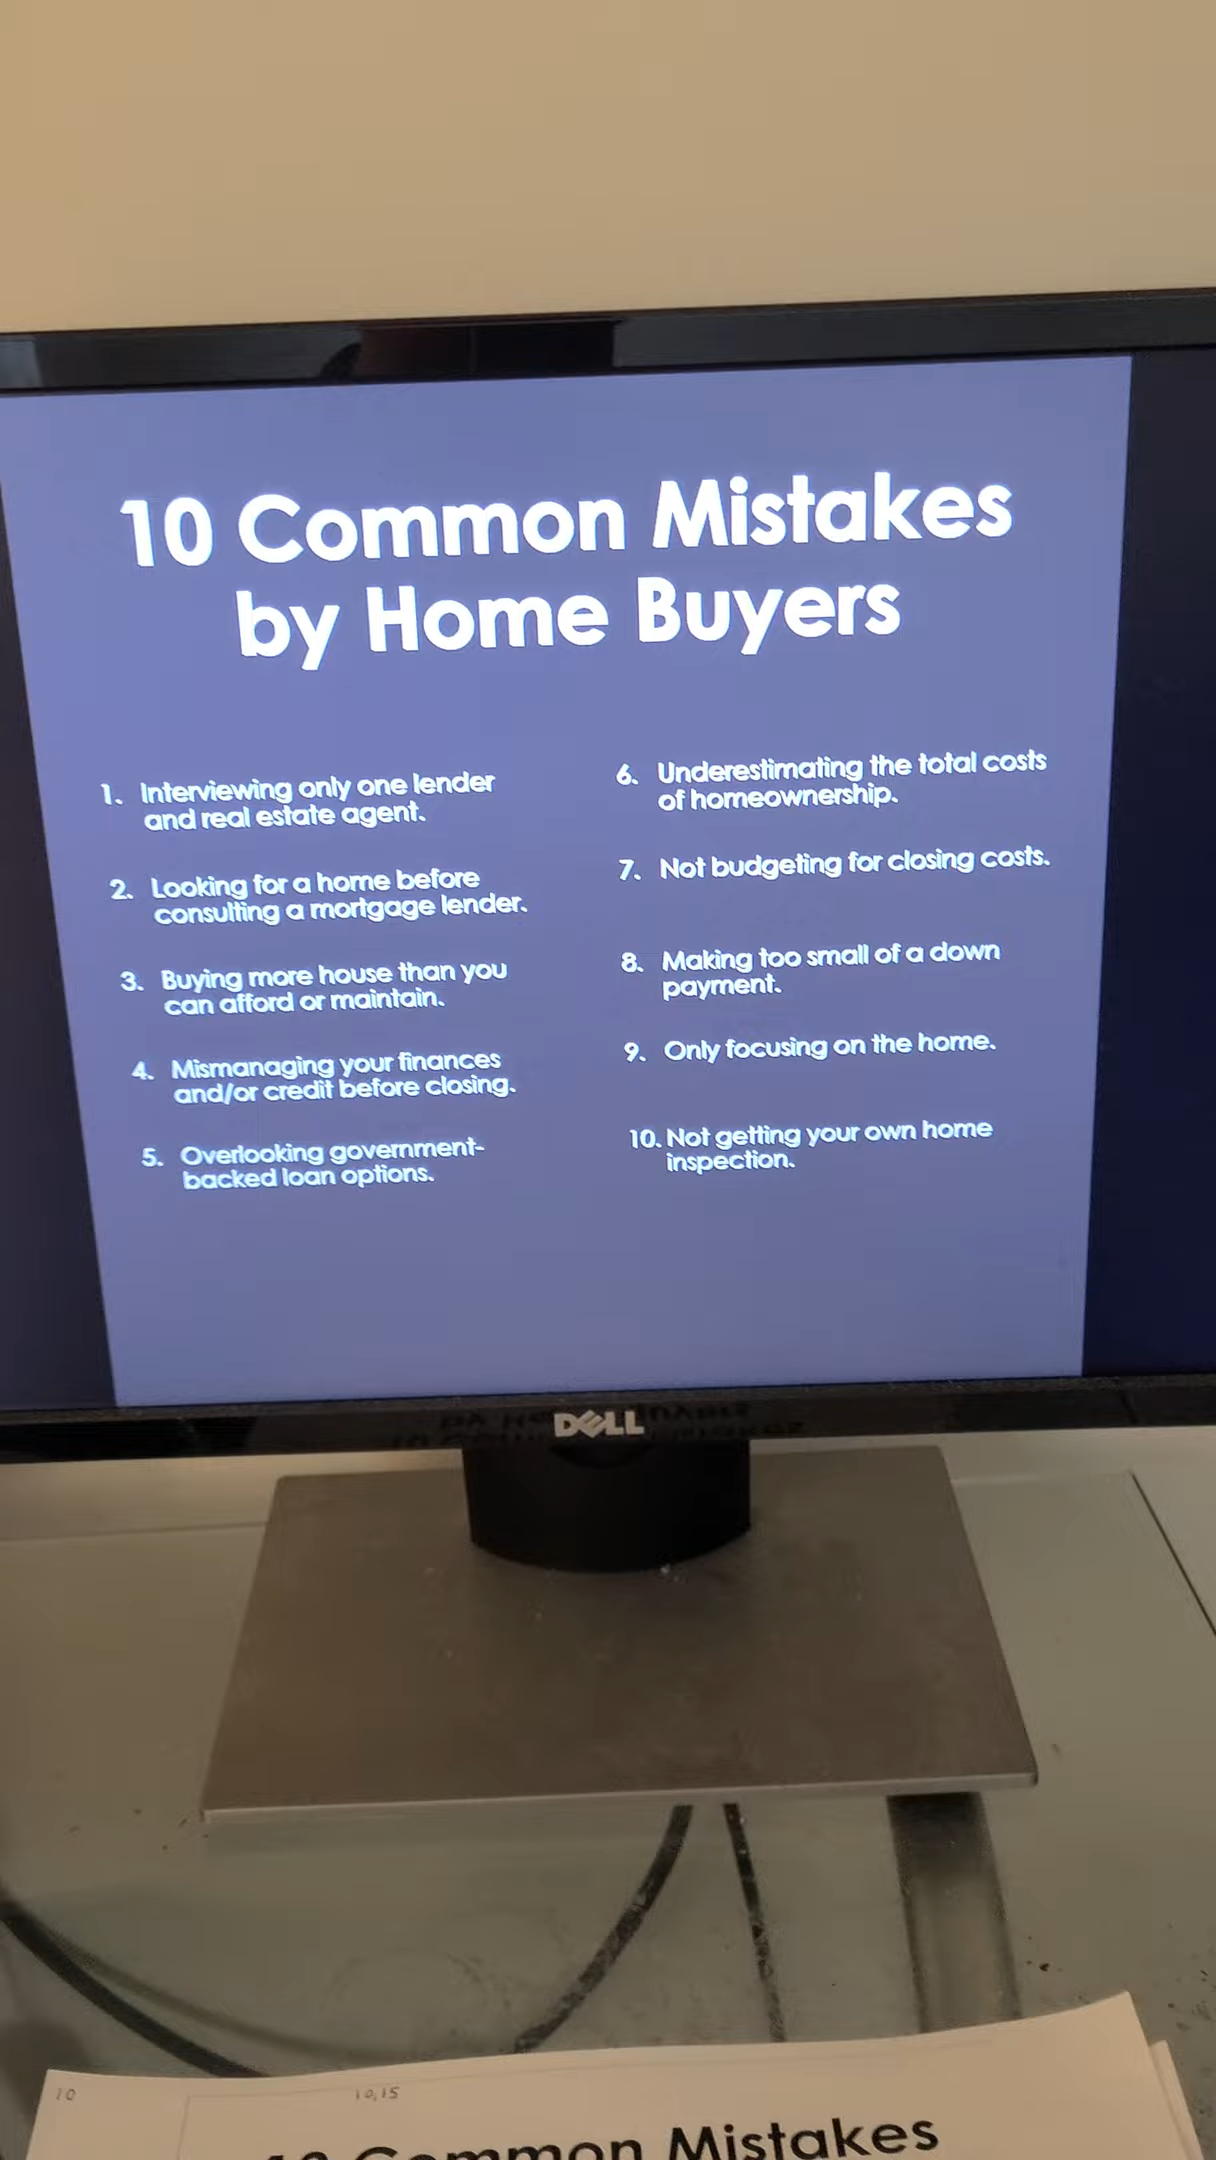 10 Common Mistakes
by Home Buyers
1. Interviewing only one lender
and real estate agent.
2. Looking for a home before
consulting a mortgage lender.
3. Buying more house than you
can afford or maintain.
4. Mismanaging your finances
and/or credit before closing.
5. Overlooking government-
backed loan options.
6. Underestimating the total costs
of homeownership.
7. Not budgeting for closing costs.
8. Making too small of a down
payment.
9. Only focusing on the home.
10. Not getting your own home
inspection.
DELL
10
10,15
10 Common Mistakes